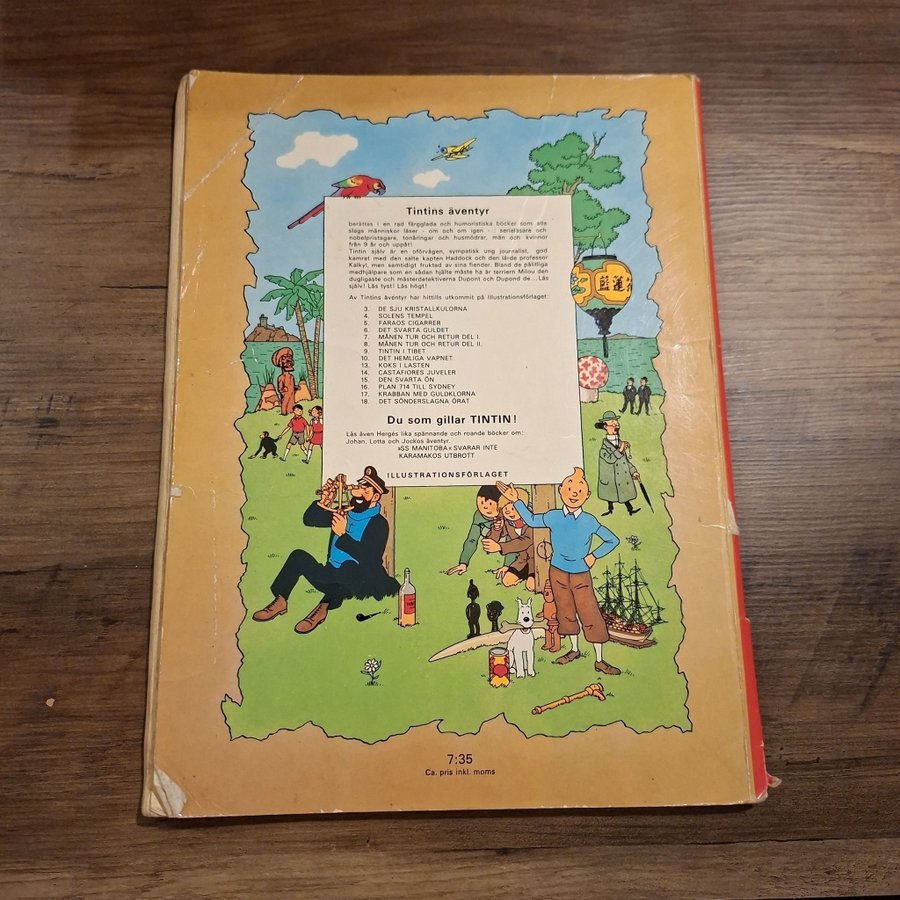 Tintins äventyr
berättas i en rad färgglada och humoristiska böcker som alla
slags människor läser - om och om igen - : serieläsare och
nobelpristagare, tonåringar och husmödrar, män och kvinnor
från 9 år och uppåt!
Tintin själv är en oförvägen, sympatisk ung journalist, god
kamrat med den salte kapten Haddock och den lärde professor
Kalkyl, men samtidigt fruktad av sina fiender. Bland de pålitliga
medhjälpare som en sådan hjälte måste ha är terriern Milou den
dugligaste och mästerdetektiverna Dupont och Dupond de... Läs
själv! Läs tyst! Läs högt!
Av Tintins äventyr har hittills utkommit på Illustrationsförlaget:
3. DE SJU KRISTALLKULORNA
4. SOLENS TEMPEL
5. FARAOS CIGARRER
6. DET SVARTA GULDET
7. MÅNEN TUR OCH RETUR DEL I.
8. MÅNEN TUR OCH RETUR DEL II.
9. TINTIN I TIBET
10. DET HEMLIGA VAPNET
13. KOKS I LASTEN
14. CASTAFIORES JUVELER
15. DEN SVARTA ÖN
16. PLAN 714 TILL SYDNEY
17. KRABBAN MED GULDKLORNA
18. DET SÖNDERSLAGNA ÖRAT
Du som gillar TINTIN!
Läs även Hergés lika spännande och roande böcker om:
Johan, Lotta och Jockos äventyr.
»SS MANITOBA« SVARAR INTE
KARAMAKOS UTBROTT
ILLUSTRATIONSFÖRLAGET
7:35
Ca. pris inkl. moms